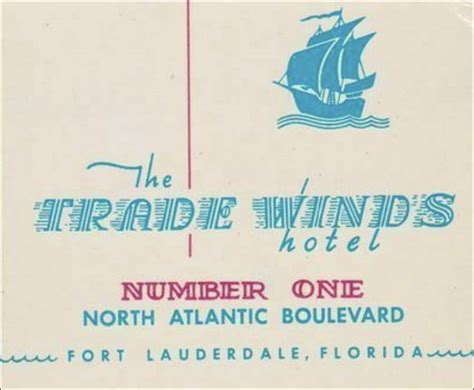 The
TRADE WINDS
hotel
NUMBER ONE
NORTH ATLANTIC BOULEVARD
FORT LAUDERDALE, FLORIDA